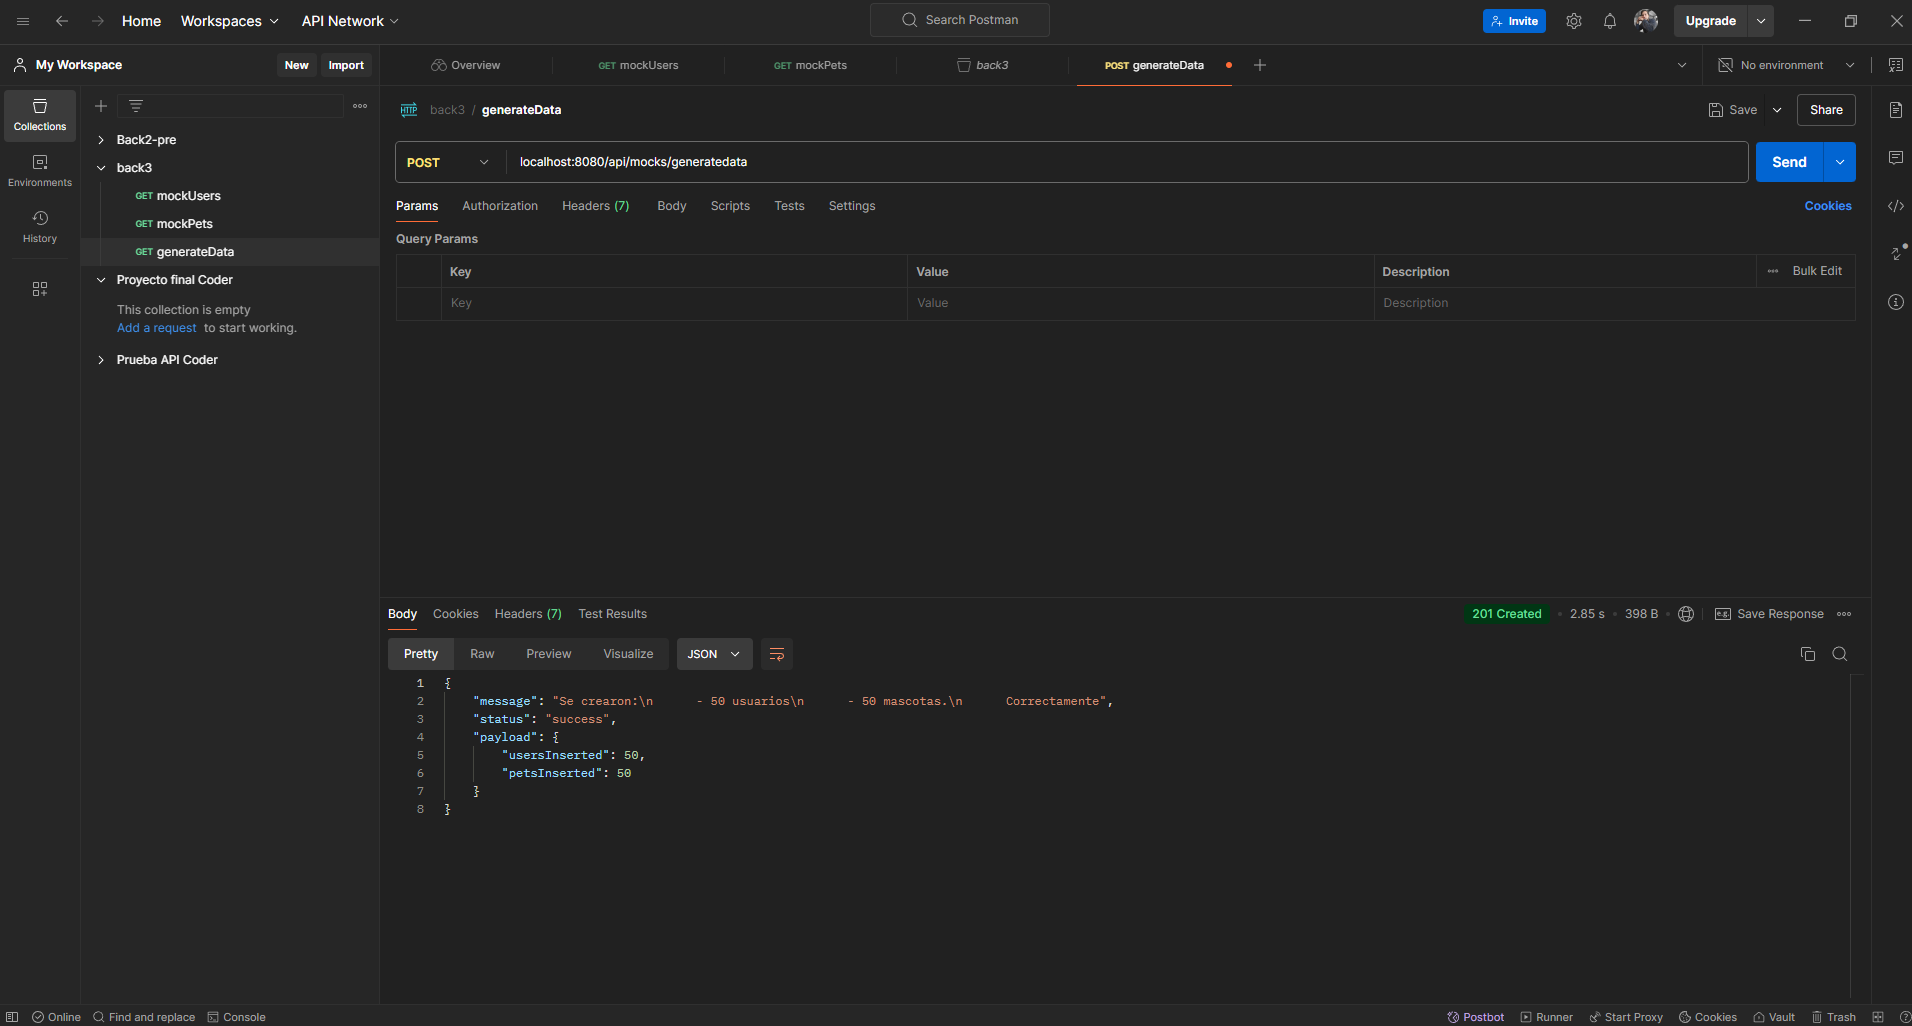 Home Workspaces API Network Search Postman Invite Upgrade
My Workspace New Import Overview GET mockUsers GET mockPets back3 POST generateData No environment
Collections
Environments
History
Back2-pre
back3
GET mockUsers
GET mockPets
GET generateData
Proyecto final Coder
This collection is empty
Add a request to start working.
Prueba API Coder
HTTP back3 / generateData Save Share
POST localhost:8080/api/mocks/generatedata Send
Params Authorization Headers (7) Body Scripts Tests Settings Cookies
Query Params
Key Value Description Bulk Edit
Key Value Description
Body Cookies Headers (7) Test Results 201 Created 2.85 s 398 B e.g. Save Response
Pretty Raw Preview Visualize JSON
1 {
2 "message": "Se crearon:\n      - 50 usuarios\n      - 50 mascotas.\n      Correctamente",
3 "status": "success",
4 "payload": {
5 "usersInserted": 50,
6 "petsInserted": 50
7 }
8 }
Online Find and replace Console Postbot Runner Start Proxy Cookies Vault Trash